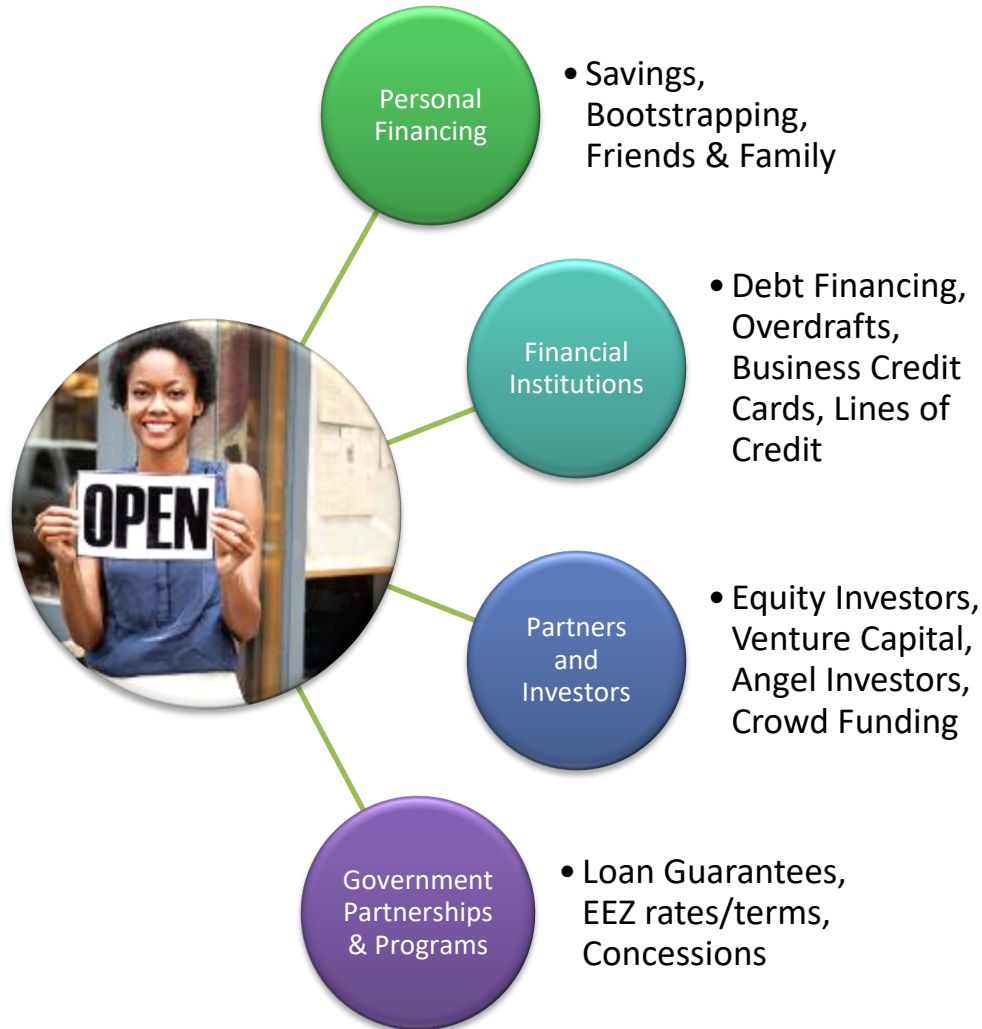 Personal
Financing
• Savings,
Bootstrapping,
Friends & Family
Financial
Institutions
• Debt Financing,
Overdrafts,
Business Credit
Cards, Lines of
Credit
OPEN
Partners
and
Investors
• Equity Investors,
Venture Capital,
Angel Investors,
Crowd Funding
Government
Partnerships
& Programs
• Loan Guarantees,
EEZ rates/terms,
Concessions